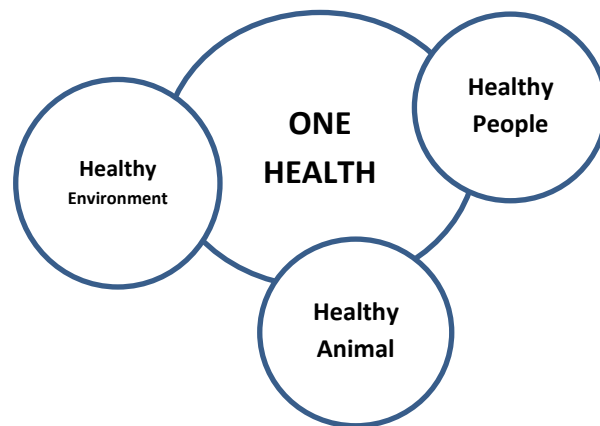 ONE
HEALTH
Healthy
People
Healthy
Environment
Healthy
Animal